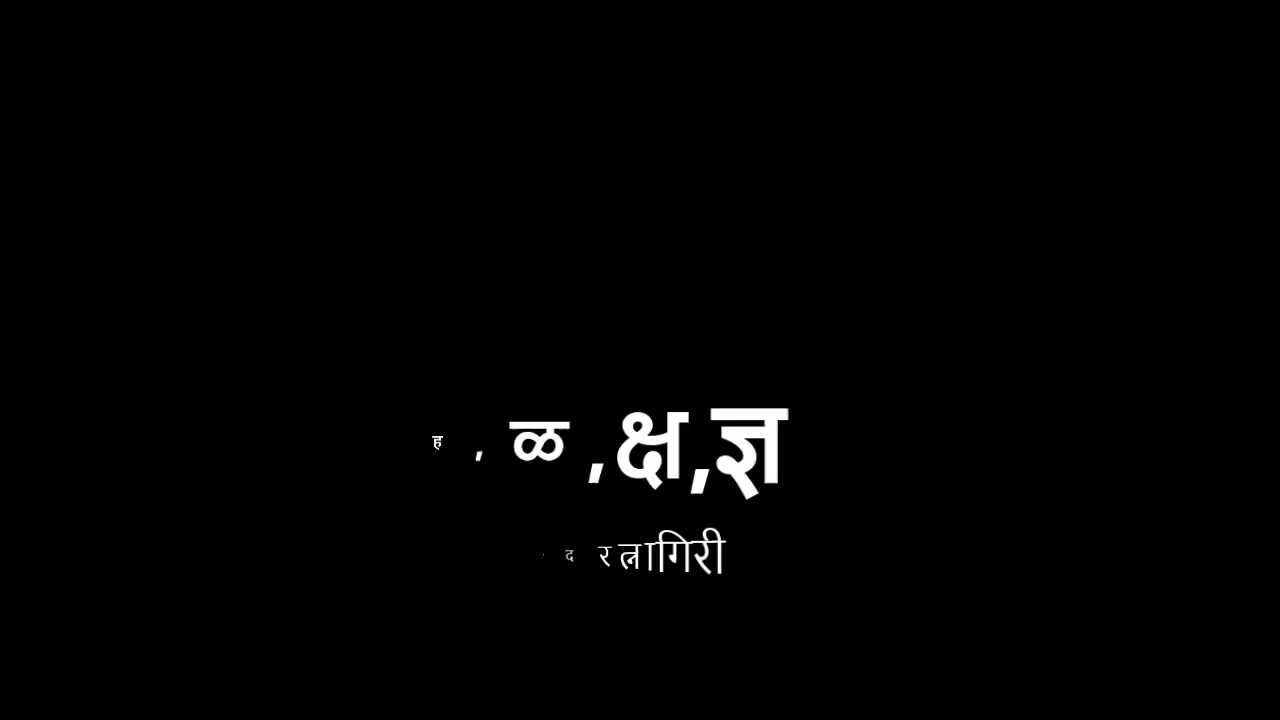 ह , ळ ,क्ष,ज्ञ
द रत्नागिरी